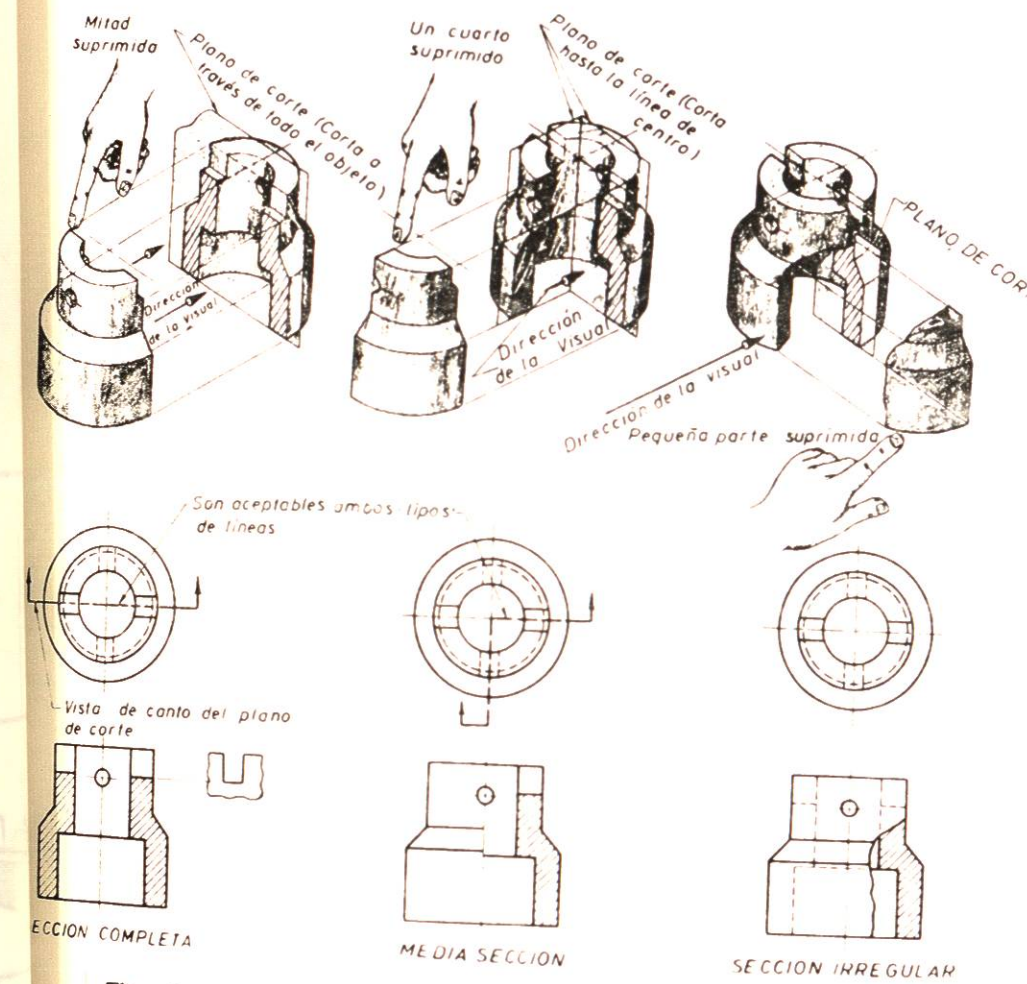 Mitad
suprimida
Plano de corte (Corta a
través de todo el objeto)
Dirección
de la visual
Un cuarto
suprimido
Plano de corte (Corta
hasta la línea de
centro)
Dirección
de la Visual
PLANO DE COR
Dirección de la visual
Pequeña parte suprimida
Son aceptables ambos tipos
de líneas
Vista de canto del plano
de corte
ECCION COMPLETA
MEDIA SECCION
SECCION IRREGULAR